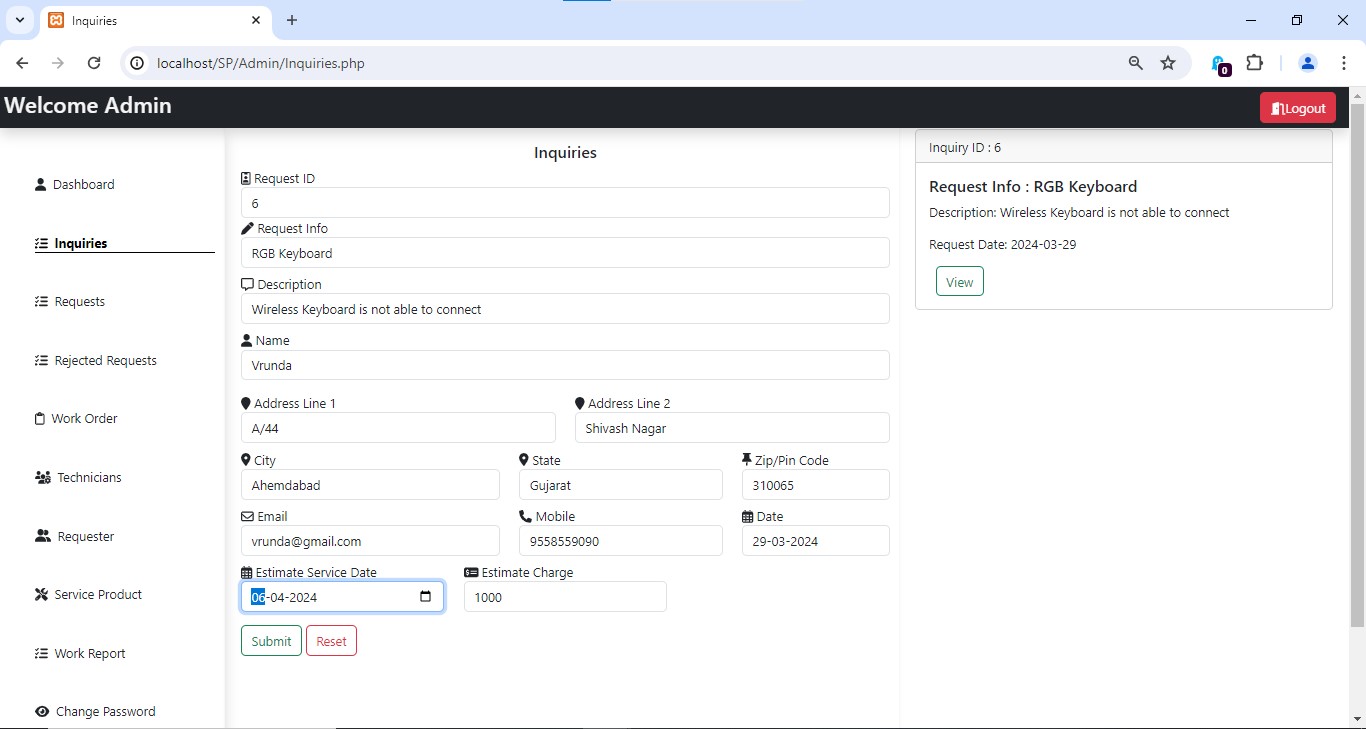 Inquiries
localhost/SP/Admin/Inquiries.php
0
Welcome Admin
Logout
Dashboard
Inquiries
Requests
Rejected Requests
Work Order
Technicians
Requester
Service Product
Work Report
Change Password
Inquiries
Request ID
6
Request Info
RGB Keyboard
Description
Wireless Keyboard is not able to connect
Name
Vrunda
Address Line 1 Address Line 2
A/44 Shivash Nagar
City State Zip/Pin Code
Ahemdabad Gujarat 310065
Email Mobile Date
vrunda@gmail.com 9558559090 29-03-2024
Estimate Service Date Estimate Charge
06-04-2024 1000
Submit Reset
Inquiry ID : 6
Request Info : RGB Keyboard
Description: Wireless Keyboard is not able to connect
Request Date: 2024-03-29
View